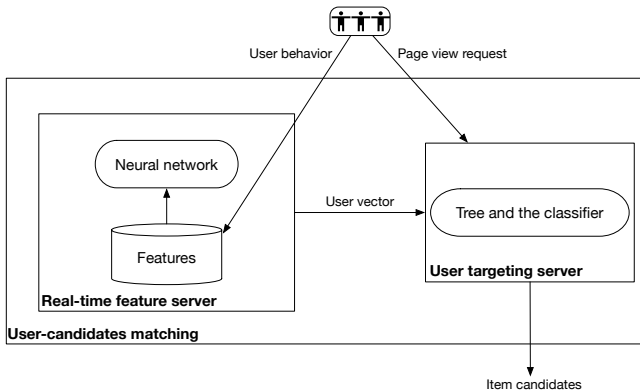 User behavior
Page view request
Neural network
User vector
Tree and the classifier
Features
User targeting server
Real-time feature server
User-candidates matching
Item candidates